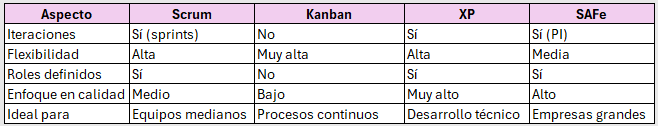 Aspecto Scrum Kanban XP SAFe
Iteraciones Sí (sprints) No Sí Sí (PI)
Flexibilidad Alta Muy alta Alta Media
Roles definidos Sí No Sí Sí
Enfoque en calidad Medio Bajo Muy alto Alto
Ideal para Equipos medianos Procesos continuos Desarrollo técnico Empresas grandes